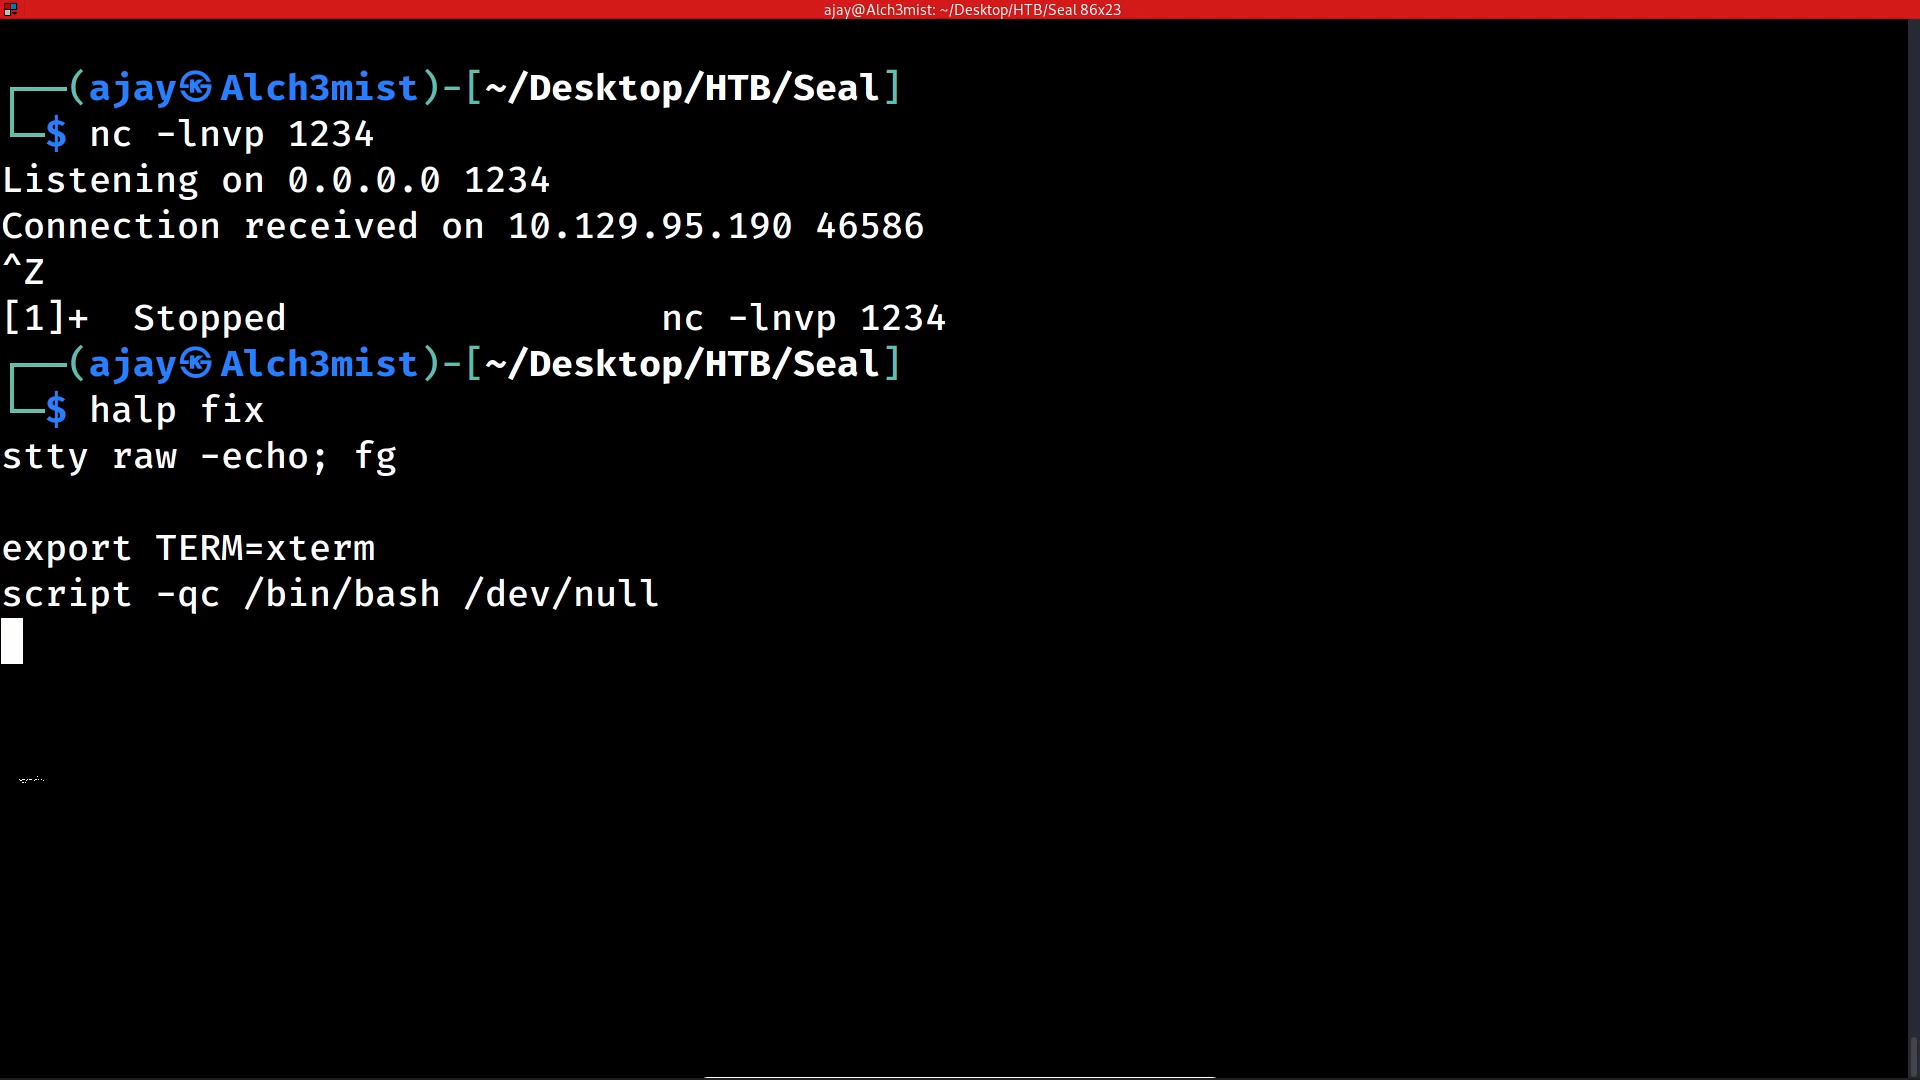 ajay@Alch3mist: ~/Desktop/HTB/Seal 86x23
┌──(ajay㉿Alch3mist)-[~/Desktop/HTB/Seal]
└─$ nc -lnvp 1234
Listening on 0.0.0.0 1234
Connection received on 10.129.95.190 46586
^Z
[1]+  Stopped                 nc -lnvp 1234
┌──(ajay㉿Alch3mist)-[~/Desktop/HTB/Seal]
└─$ halp fix
stty raw -echo; fg
export TERM=xterm
script -qc /bin/bash /dev/null